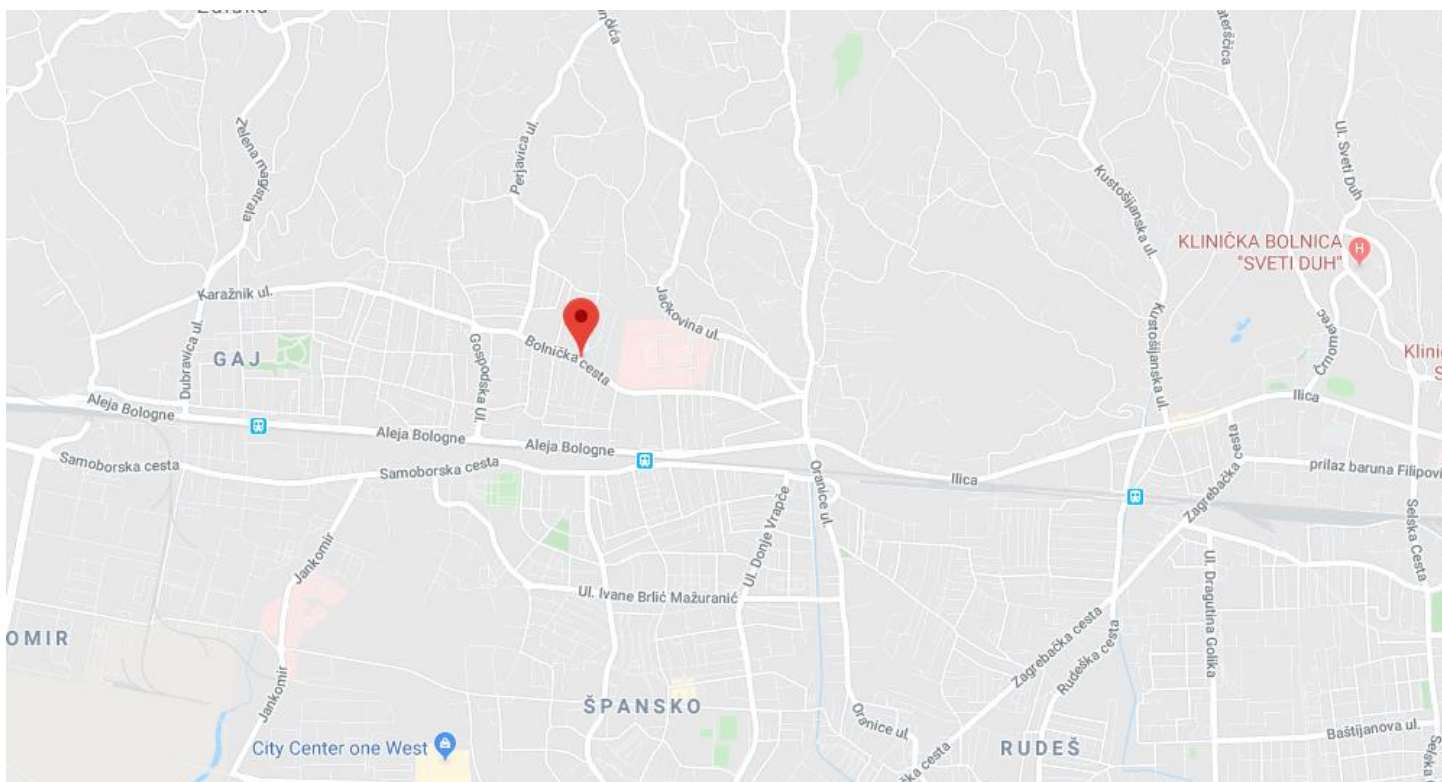 Perjavica ul.
Zelena magistrala
Kustošijanska ul.
Ul. Sveti Duh
KLINIČKA BOLNICA
"SVETI DUH"
Karažnik ul.
Jačkovina ul.
Kustošijanska ul.
Dubravica ul.
GAJ
Gospodska Ul.
Bolnička cesta
Črnomerec
Ilica
Aleja Bologne
Aleja Bologne
Aleja Bologne
Samoborska cesta
Samoborska cesta
Ilica
Oranice ul.
Zagrebačka cesta
prilaz baruna Filipovi
Selska Cesta
Ul. Donje Vrapče
Jankomir
Ul. Ivane Brlić Mažuranić
Ul. Dragutina Golika
Zagrebačka cesta
Rudeška cesta
OMIR
Jankomir
ŠPANSKO
Oranice ul.
RUDEŠ
Baštijanova ul.
City Center one West